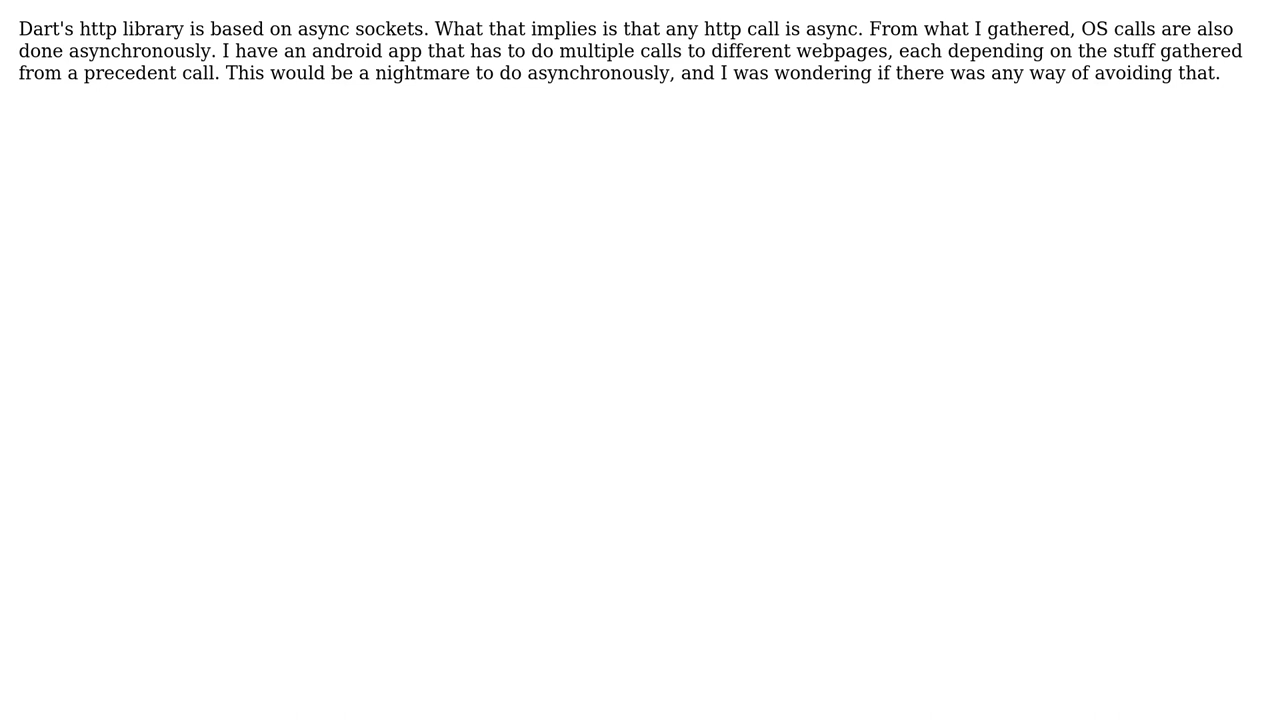 Dart's http library is based on async sockets. What that implies is that any http call is async. From what I gathered, OS calls are also
done asynchronously. I have an android app that has to do multiple calls to different webpages, each depending on the stuff gathered
from a precedent call. This would be a nightmare to do asynchronously, and I was wondering if there was any way of avoiding that.